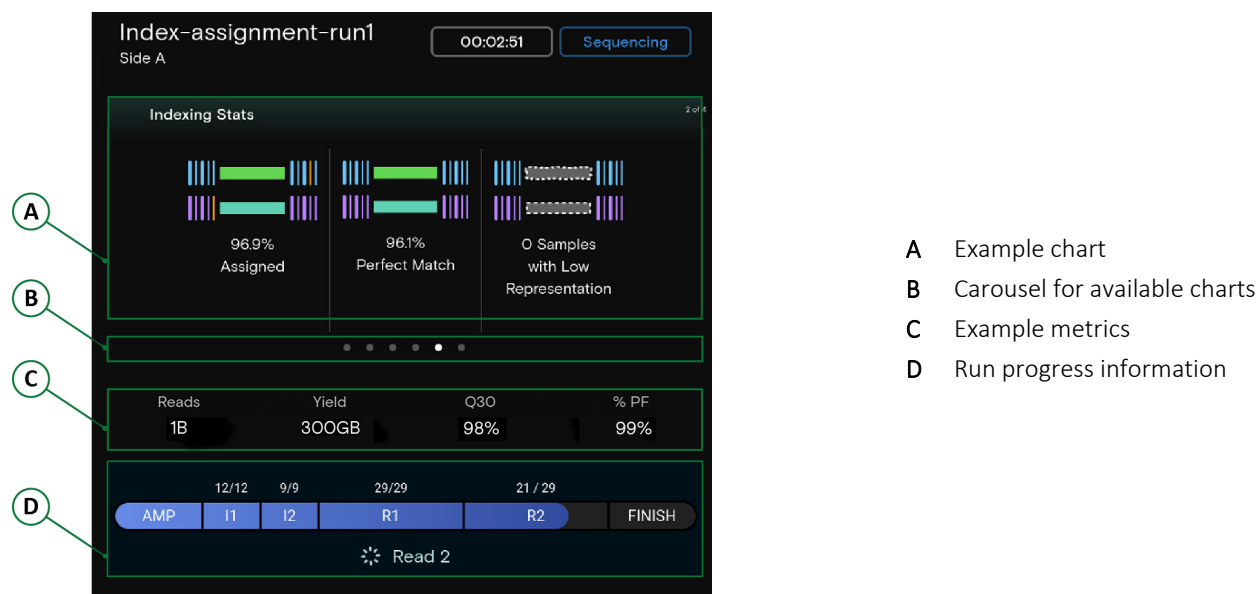 Index-assignment-run1
Side A
00:02:51
Sequencing
Indexing Stats
2 of 4
96.9%
Assigned
96.1%
Perfect Match
0 Samples
with Low
Representation
Reads Yield Q30 % PF
1B 300GB 98% 99%
12/12 9/9 29/29 21 / 29
AMP I1 I2 R1 R2 FINISH
Read 2
A
B
C
D
A Example chart
B Carousel for available charts
C Example metrics
D Run progress information